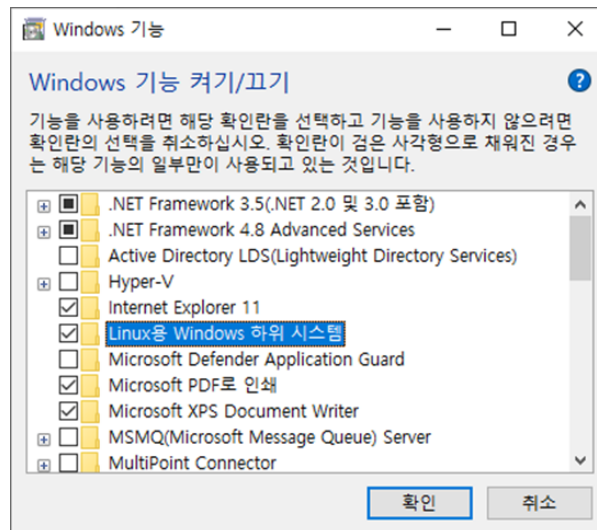 Windows 기능
Windows 기능 켜기/끄기
기능을 사용하려면 해당 확인란을 선택하고 기능을 사용하지 않으려면
확인란의 선택을 취소하십시오. 확인란이 검은 사각형으로 채워진 경우
는 해당 기능의 일부만이 사용되고 있는 것입니다.
.NET Framework 3.5(.NET 2.0 및 3.0 포함)
.NET Framework 4.8 Advanced Services
Active Directory LDS(Lightweight Directory Services)
Hyper-V
Internet Explorer 11
Linux용 Windows 하위 시스템
Microsoft Defender Application Guard
Microsoft PDF로 인쇄
Microsoft XPS Document Writer
MSMQ(Microsoft Message Queue) Server
MultiPoint Connector
확인 취소